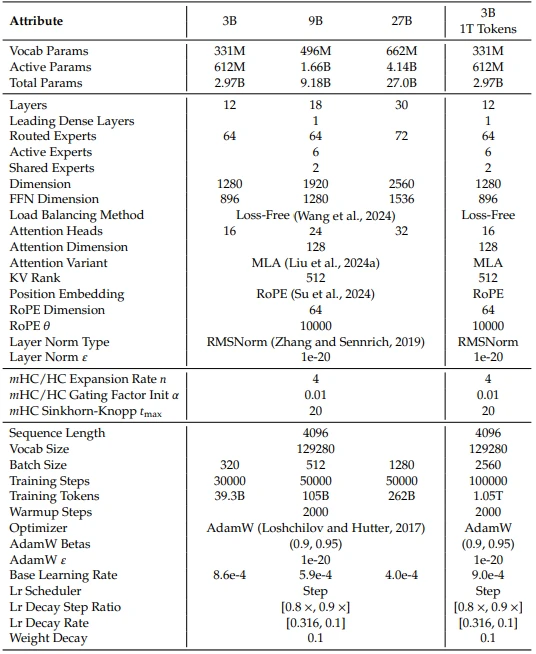 Attribute 3B 9B 27B 3B 1T Tokens
Vocab Params 331M 496M 662M 331M
Active Params 612M 1.66B 4.14B 612M
Total Params 2.97B 9.18B 27.0B 2.97B
Layers 12 18 30 12
Leading Dense Layers 1 1
Routed Experts 64 64 72 64
Active Experts 6 6
Shared Experts 2 2
Dimension 1280 1920 2560 1280
FFN Dimension 896 1280 1536 896
Load Balancing Method Loss-Free (Wang et al., 2024) Loss-Free
Attention Heads 16 24 32 16
Attention Dimension 128 128
Attention Variant MLA (Liu et al., 2024a) MLA
KV Rank 512 512
Position Embedding RoPE (Su et al., 2024) RoPE
RoPE Dimension 64 64
RoPE θ 10000 10000
Layer Norm Type RMSNorm (Zhang and Sennrich, 2019) RMSNorm
Layer Norm ε 1e-20 1e-20
mHC/HC Expansion Rate n 4 4
mHC/HC Gating Factor Init α 0.01 0.01
mHC Sinkhorn-Knopp tmax 20 20
Sequence Length 4096 4096
Vocab Size 129280 129280
Batch Size 320 512 1280 2560
Training Steps 30000 50000 50000 100000
Training Tokens 39.3B 105B 262B 1.05T
Warmup Steps 2000 2000
Optimizer AdamW (Loshchilov and Hutter, 2017) AdamW
AdamW Betas (0.9, 0.95) (0.9, 0.95)
AdamW ε 1e-20 1e-20
Base Learning Rate 8.6e-4 5.9e-4 4.0e-4 9.0e-4
Lr Scheduler Step Step
Lr Decay Step Ratio [0.8 ×, 0.9 ×] [0.8 ×, 0.9 ×]
Lr Decay Rate [0.316, 0.1] [0.316, 0.1]
Weight Decay 0.1 0.1